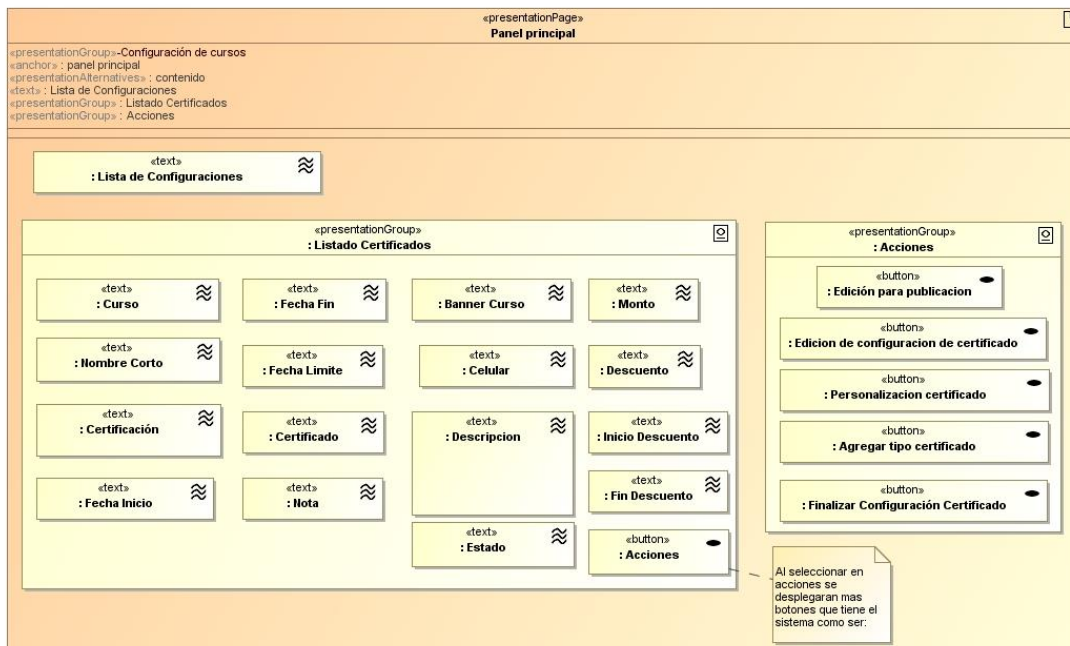 «presentationPage»
Panel principal
«presentationGroup»-Configuración de cursos
«anchor» : panel principal
«presentationAlternatives» : contenido
«text» : Lista de Configuraciones
«presentationGroup» : Listado Certificados
«presentationGroup» : Acciones
«text»
: Lista de Configuraciones
«presentationGroup»
: Listado Certificados
«text»
: Curso
«text»
: Fecha Fin
«text»
: Banner Curso
«text»
: Monto
«text»
: Nombre Corto
«text»
: Fecha Limite
«text»
: Celular
«text»
: Descuento
«text»
: Certificación
«text»
: Certificado
«text»
: Descripcion
«text»
: Inicio Descuento
«text»
: Fecha Inicio
«text»
: Nota
«text»
: Fin Descuento
«text»
: Estado
«button»
: Acciones
«presentationGroup»
: Acciones
«button»
: Edición para publicacion
«button»
: Edicion de configuracion de certificado
«button»
: Personalizacion certificado
«button»
: Agregar tipo certificado
«button»
: Finalizar Configuración Certificado
Al seleccionar en
acciones se
desplegaran mas
botones que tiene el
sistema como ser: